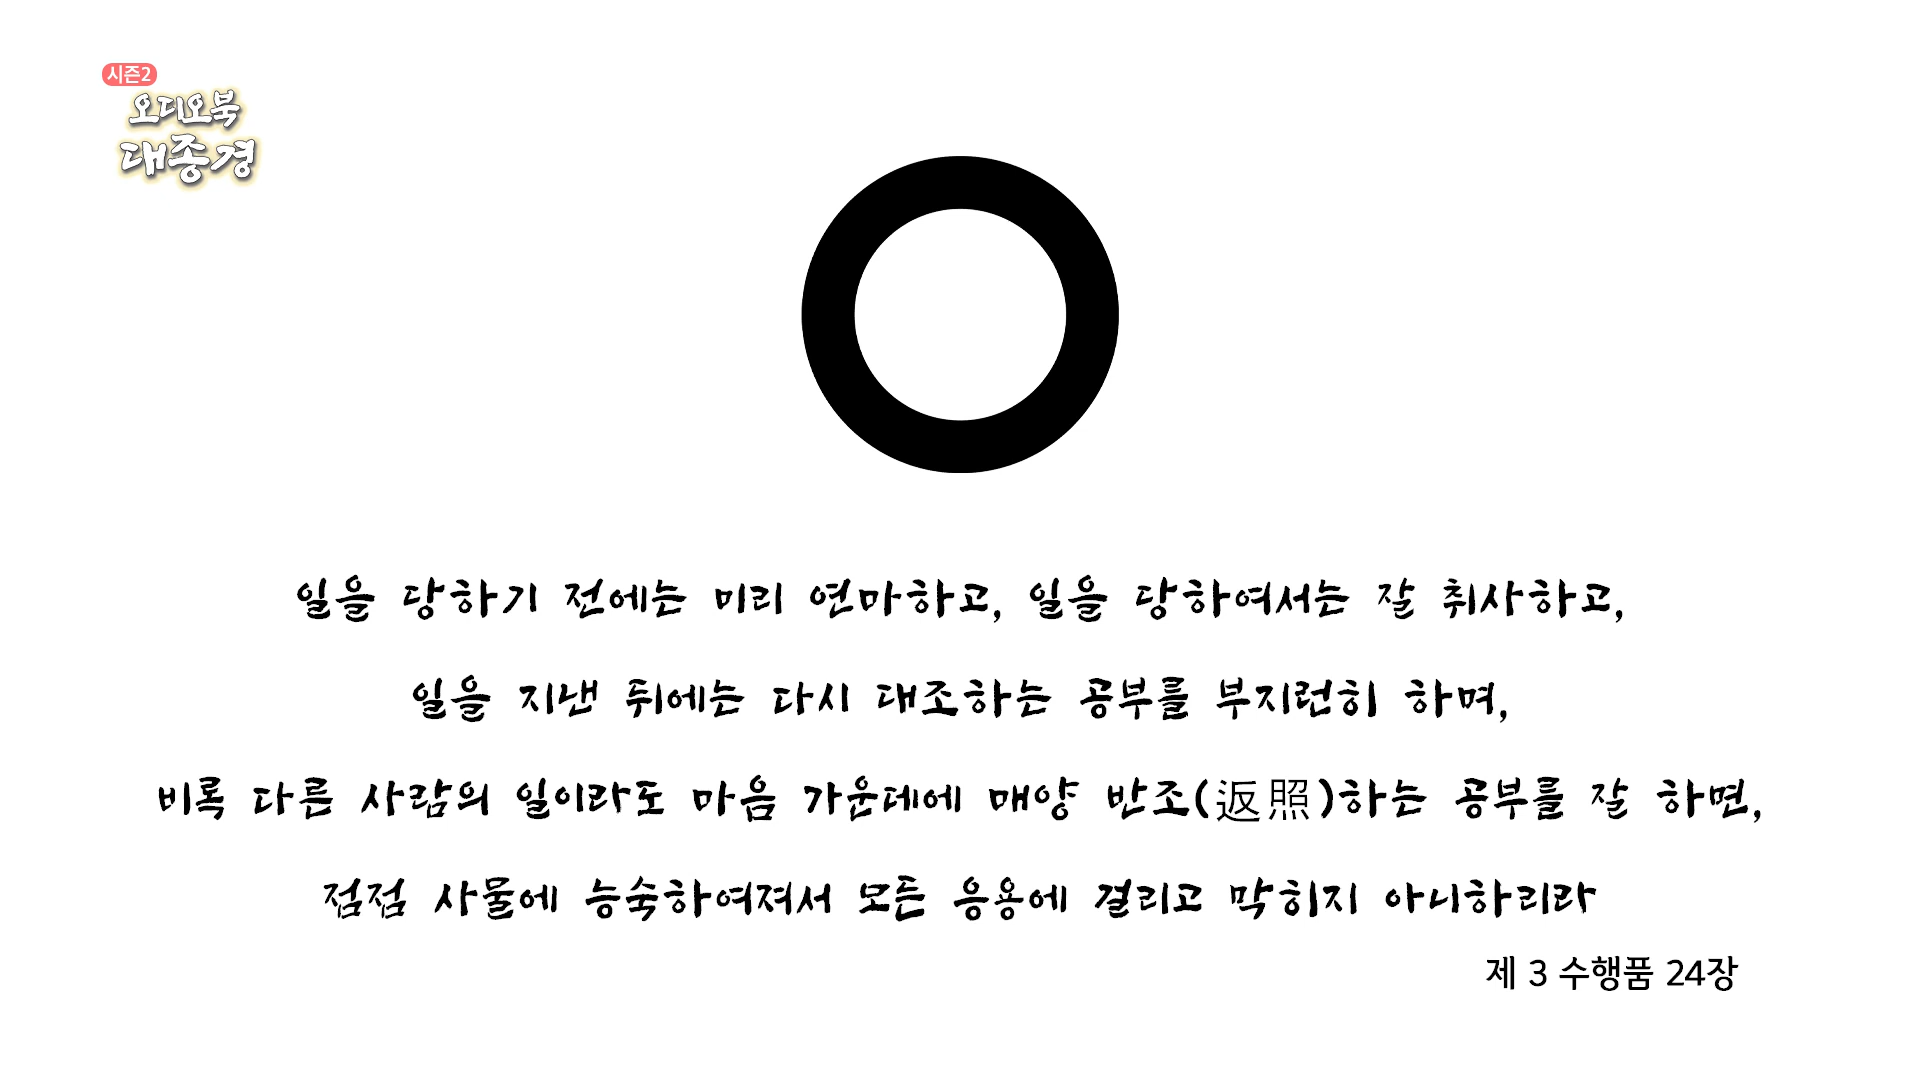 시즌2
오디오북
대종경
일을 당하기 전에는 미리 연마하고, 일을 당하여서는 잘 취사하고,
일을 지낸 뒤에는 다시 대조하는 공부를 부지런히 하며,
비록 다른 사람의 일이라도 마음 가운데에 매양 반조(返照)하는 공부를 잘 하면,
점점 사물에 능숙하여져서 모든 응용에 걸리고 막히지 아니하리라
제 3 수행품 24장